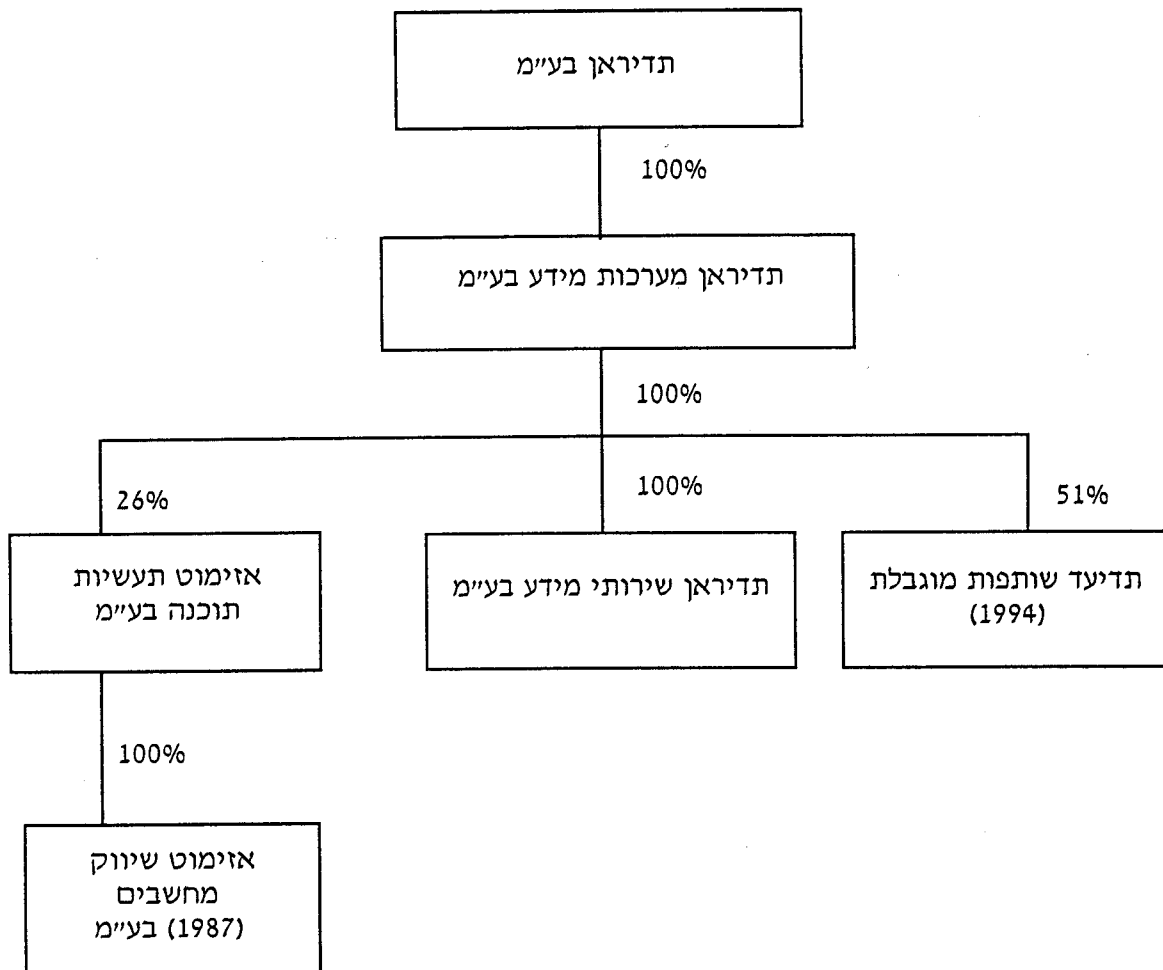 תדיראן בע״מ
100%
תדיראן מערכות מידע בע״מ
100%
26%
100%
51%
אזימוט תעשיות
תוכנה בע״מ
תדיראן שירותי מידע בע״מ
תדיעד שותפות מוגבלת
(1994)
100%
אזימוט שיווק
מחשבים
(1987) בע״מ